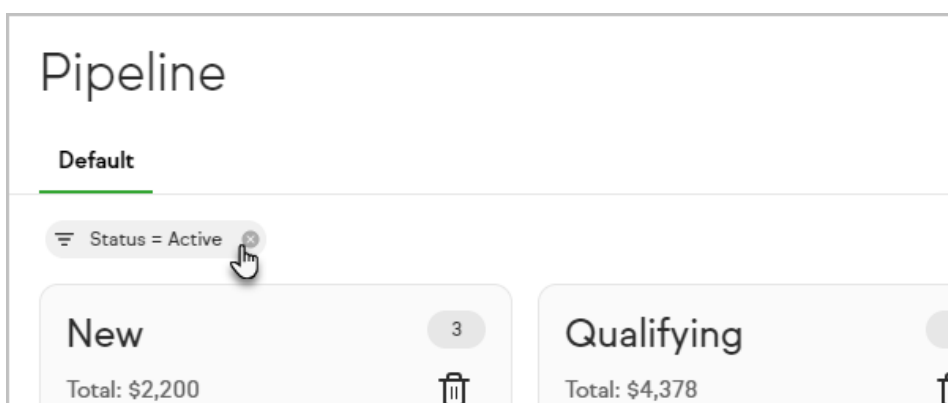 Pipeline
Default
Status = Active
New 3
Qualifying
Total: $2,200
Total: $4,378